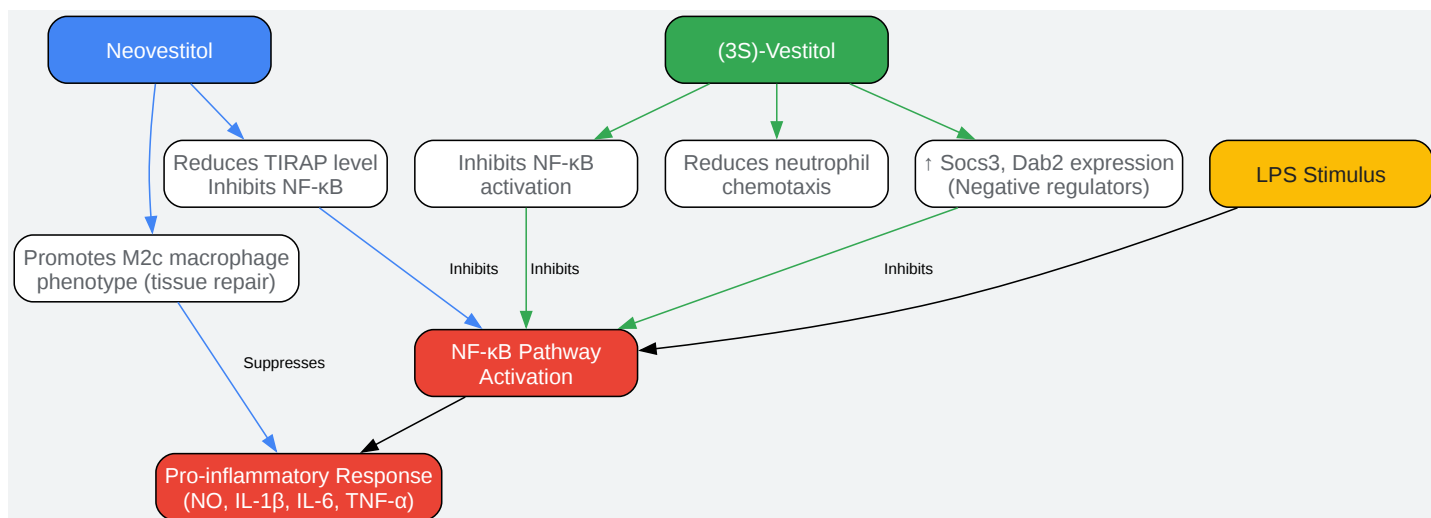 Neovestitol
(3S)-Vestitol
Reduces TIRAP level
Inhibits NF-κB
Inhibits NF-κB
activation
Reduces neutrophil
chemotaxis
↑ Socs3, Dab2 expression
(Negative regulators)
LPS Stimulus
Promotes M2c macrophage
phenotype (tissue repair)
Inhibits
Inhibits
Inhibits
Suppresses
NF-κB Pathway
Activation
Pro-inflammatory Response
(NO, IL-1β, IL-6, TNF-α)